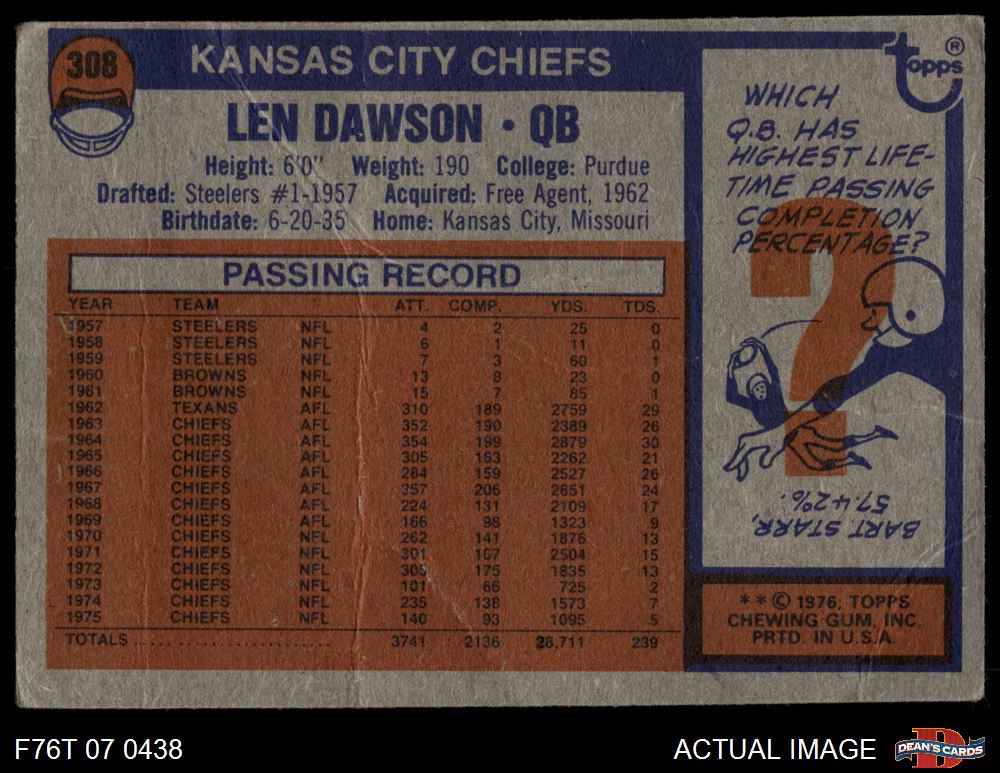 308
KANSAS CITY CHIEFS
LEN DAWSON • QB
Height: 6'0" Weight: 190 College: Purdue
Drafted: Steelers #1-1957 Acquired: Free Agent, 1962
Birthdate: 6-20-35 Home: Kansas City, Missouri
PASSING RECORD
YEAR TEAM ATT. COMP. YDS. TDS.
1957 STEELERS NFL 4 2 25 0
1958 STEELERS NFL 6 1 11 0
1959 STEELERS NFL 7 3 60 1
1960 BROWNS NFL 13 8 23 0
1961 BROWNS NFL 15 7 85 1
1962 TEXANS AFL 310 189 2759 29
1963 CHIEFS AFL 352 190 2389 26
1964 CHIEFS AFL 354 199 2879 30
1965 CHIEFS AFL 305 163 2262 21
1966 CHIEFS AFL 284 159 2527 26
1967 CHIEFS AFL 357 206 2651 24
1968 CHIEFS AFL 224 131 2109 17
1969 CHIEFS AFL 166 98 1323 9
1970 CHIEFS NFL 262 141 1876 13
1971 CHIEFS NFL 301 167 2504 15
1972 CHIEFS NFL 305 175 1835 13
1973 CHIEFS NFL 101 66 725 2
1974 CHIEFS NFL 235 138 1573 7
1975 CHIEFS NFL 140 93 1095 5
TOTALS 3741 2136 28,711 239
topps ®
WHICH
Q.B. HAS
HIGHEST LIFE-
TIME PASSING
COMPLETION
PERCENTAGE?
?
BART STARR,
57.42%.
** © 1976, TOPPS
CHEWING GUM, INC.
PRTD. IN U.S.A.
F76T 07 0438
ACTUAL IMAGE
D
DEAN'S CARDS